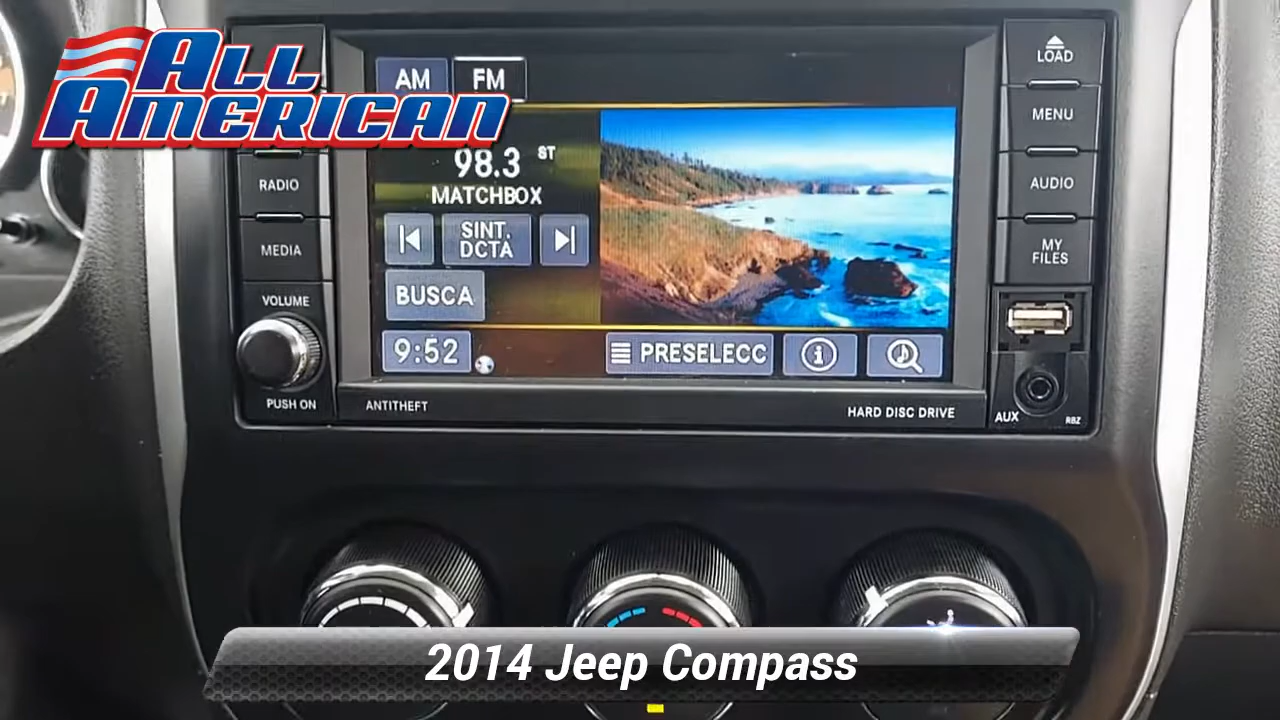 ALL
AMERICAN
AM FM
98.3 ST
MATCHBOX
SINT.
DCTA
BUSCA
9:52
PRESELECC
i
RADIO
MEDIA
VOLUME
PUSH ON
ANTITHEFT
HARD DISC DRIVE
LOAD
MENU
AUDIO
MY
FILES
AUX
RBZ
2014 Jeep Compass